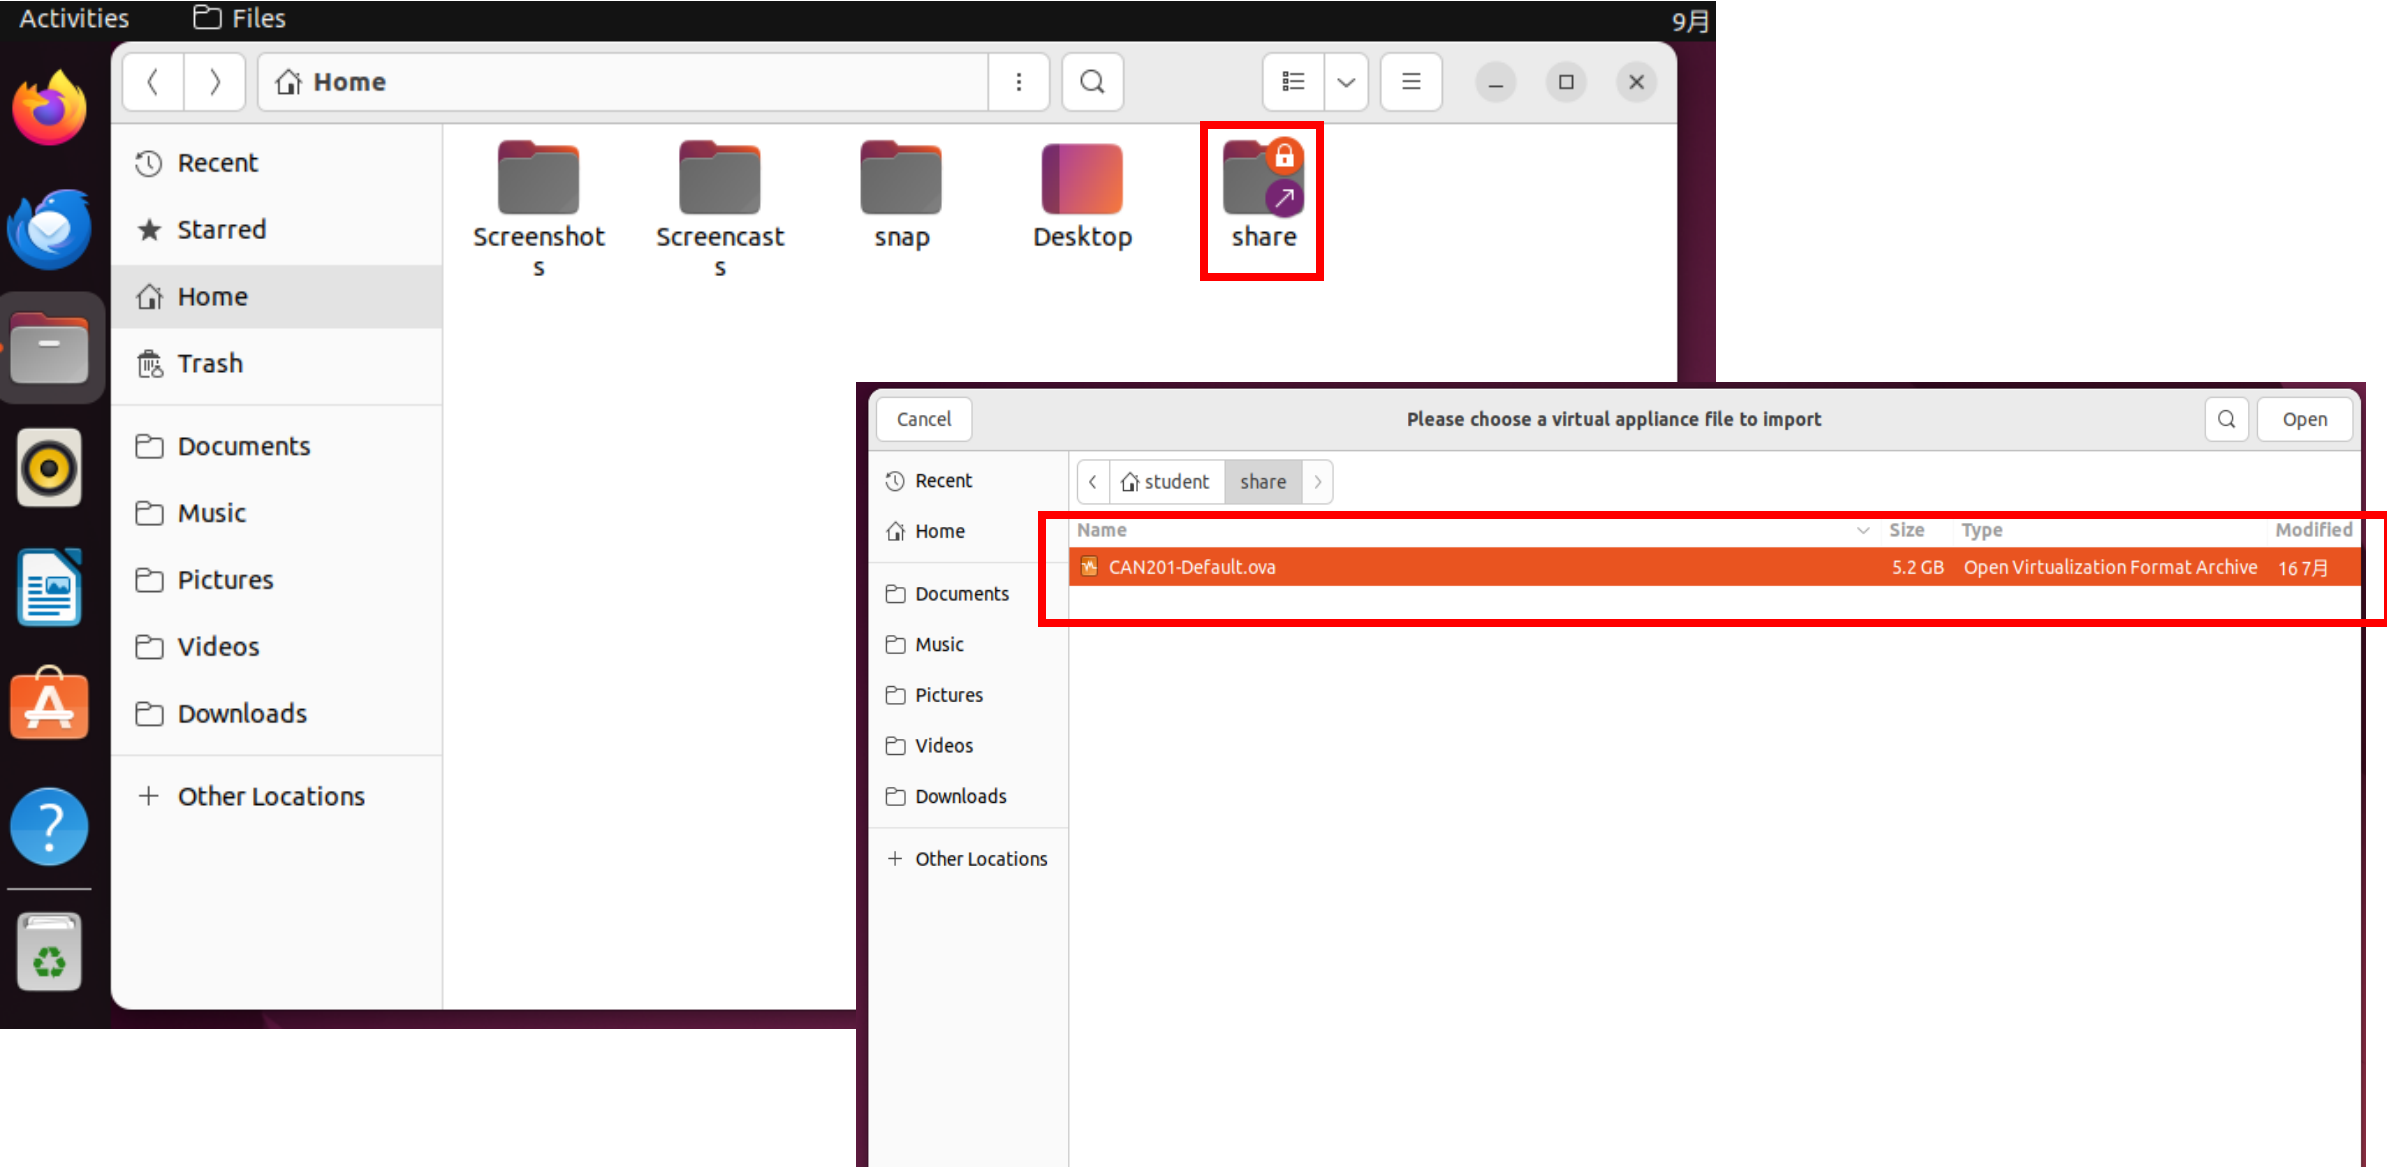 Activities
Files
9月
Home
Recent
Starred
Home
Trash
Documents
Music
Pictures
Videos
Downloads
Other Locations
Screenshot
s
Screencast
s
snap
Desktop
share
Cancel
Please choose a virtual appliance file to import
Open
Recent
Home
Documents
Music
Pictures
Videos
Downloads
Other Locations
student
share
Name
Size
Type
Modified
CAN201-Default.ova
5.2 GB
Open Virtualization Format Archive
16 7月